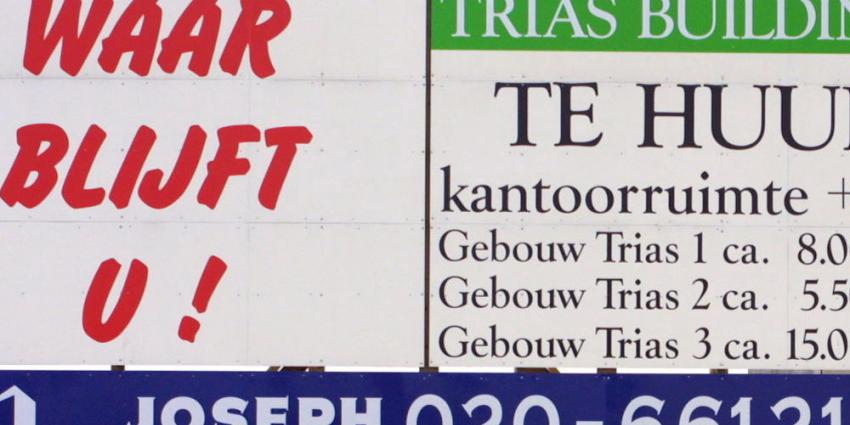 WAAR
BLIJFT
U !
TRIAS BUILDIN
TE HUU
kantoorruimte +
Gebouw Trias 1 ca. 8.0
Gebouw Trias 2 ca. 5.5
Gebouw Trias 3 ca. 15.0
JOSEPH 020-66121